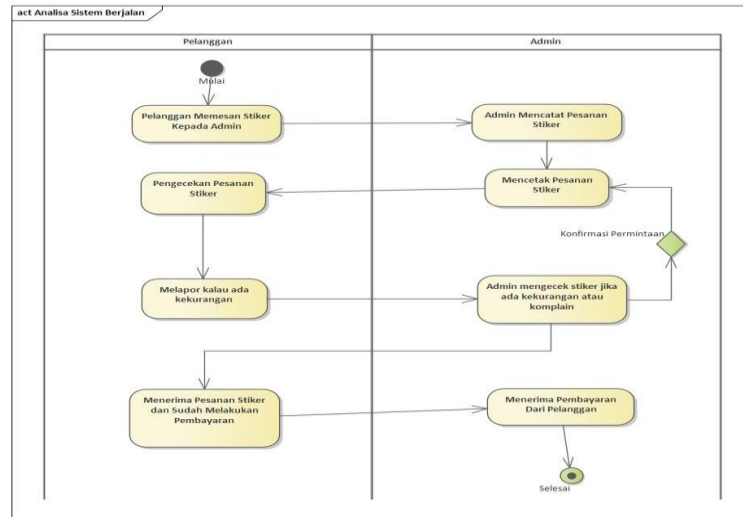 act Analisa Sistem Berjalan
Pelanggan
Admin
Mulai
Pelanggan Memesan Stiker
Kepada Admin
Admin Mencatat Pesanan
Stiker
Pengecekan Pesanan
Stiker
Mencetak Pesanan
Stiker
Konfirmasi Permintaan
Melapor kalau ada
kekurangan
Admin mengecek stiker jika
ada kekurangan atau
komplain
Menerima Pesanan Stiker
dan Sudah Melakukan
Pembayaran
Menerima Pembayaran
Dari Pelanggan
Selesai